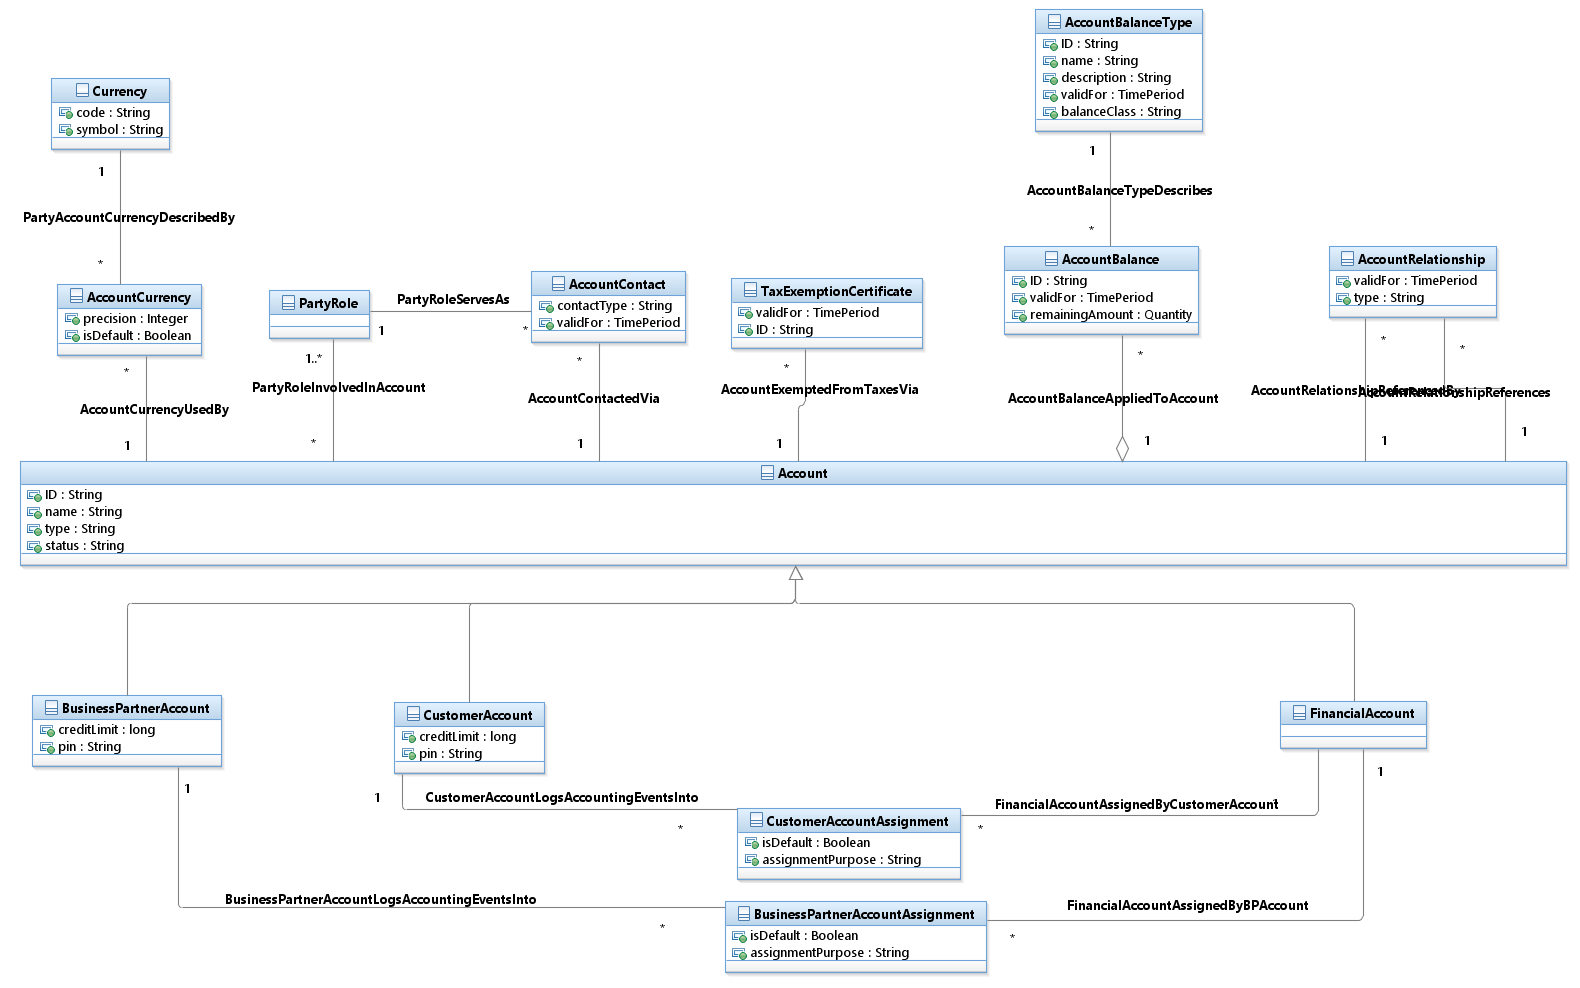 AccountBalanceType
ID : String
name : String
description : String
validFor : TimePeriod
balanceClass : String
Currency
code : String
symbol : String
1
1
AccountBalanceTypeDescribes
PartyAccountCurrencyDescribedBy
*
*
AccountBalance
ID : String
validFor : TimePeriod
remainingAmount : Quantity
AccountRelationship
validFor : TimePeriod
type : String
AccountCurrency
precision : Integer
isDefault : Boolean
PartyRole
PartyRoleServesAs
1
*
AccountContact
contactType : String
validFor : TimePeriod
TaxExemptionCertificate
validFor : TimePeriod
ID : String
*
1..*
*
*
*
*
*
PartyRoleInvolvedInAccount
AccountCurrencyUsedBy
AccountContactedVia
AccountExemptedFromTaxesVia
AccountBalanceAppliedToAccount
AccountRelationshipReferencedBy
AccountRelationshipReferences
1
*
1
1
1
1
1
Account
ID : String
name : String
type : String
status : String
BusinessPartnerAccount
creditLimit : long
pin : String
CustomerAccount
creditLimit : long
pin : String
FinancialAccount
1
1
1
CustomerAccountLogsAccountingEventsInto
*
CustomerAccountAssignment
isDefault : Boolean
assignmentPurpose : String
FinancialAccountAssignedByCustomerAccount
*
BusinessPartnerAccountLogsAccountingEventsInto
*
BusinessPartnerAccountAssignment
isDefault : Boolean
assignmentPurpose : String
FinancialAccountAssignedByBPAccount
*